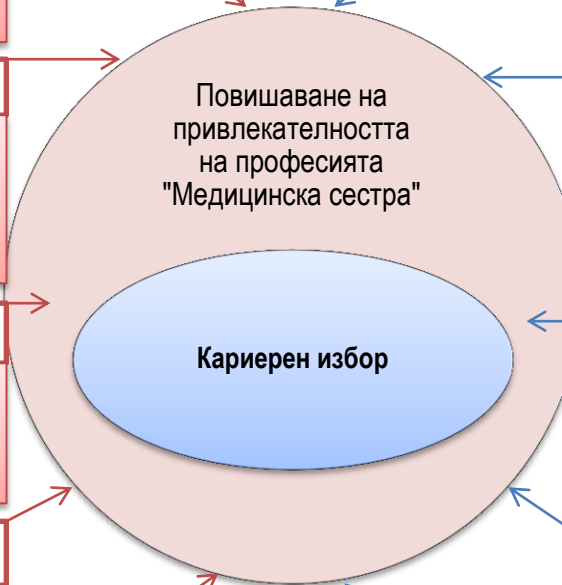 Повишаване на
привлекателността
на професията
"Медицинска сестра"
Кариерен избор